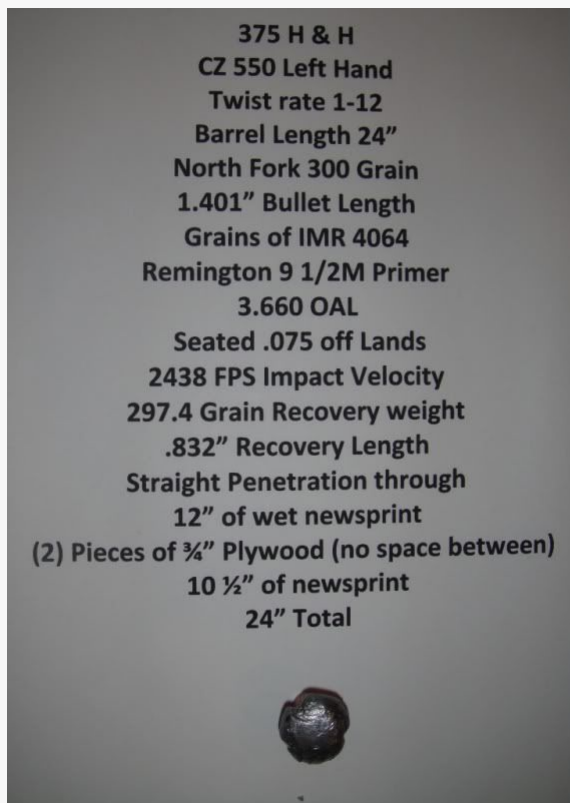 375 H & H
CZ 550 Left Hand
Twist rate 1-12
Barrel Length 24”
North Fork 300 Grain
1.401” Bullet Length
Grains of IMR 4064
Remington 9 1/2M Primer
3.660 OAL
Seated .075 off Lands
2438 FPS Impact Velocity
297.4 Grain Recovery weight
.832” Recovery Length
Straight Penetration through
12” of wet newsprint
(2) Pieces of ¾” Plywood (no space between)
10 ½” of newsprint
24” Total